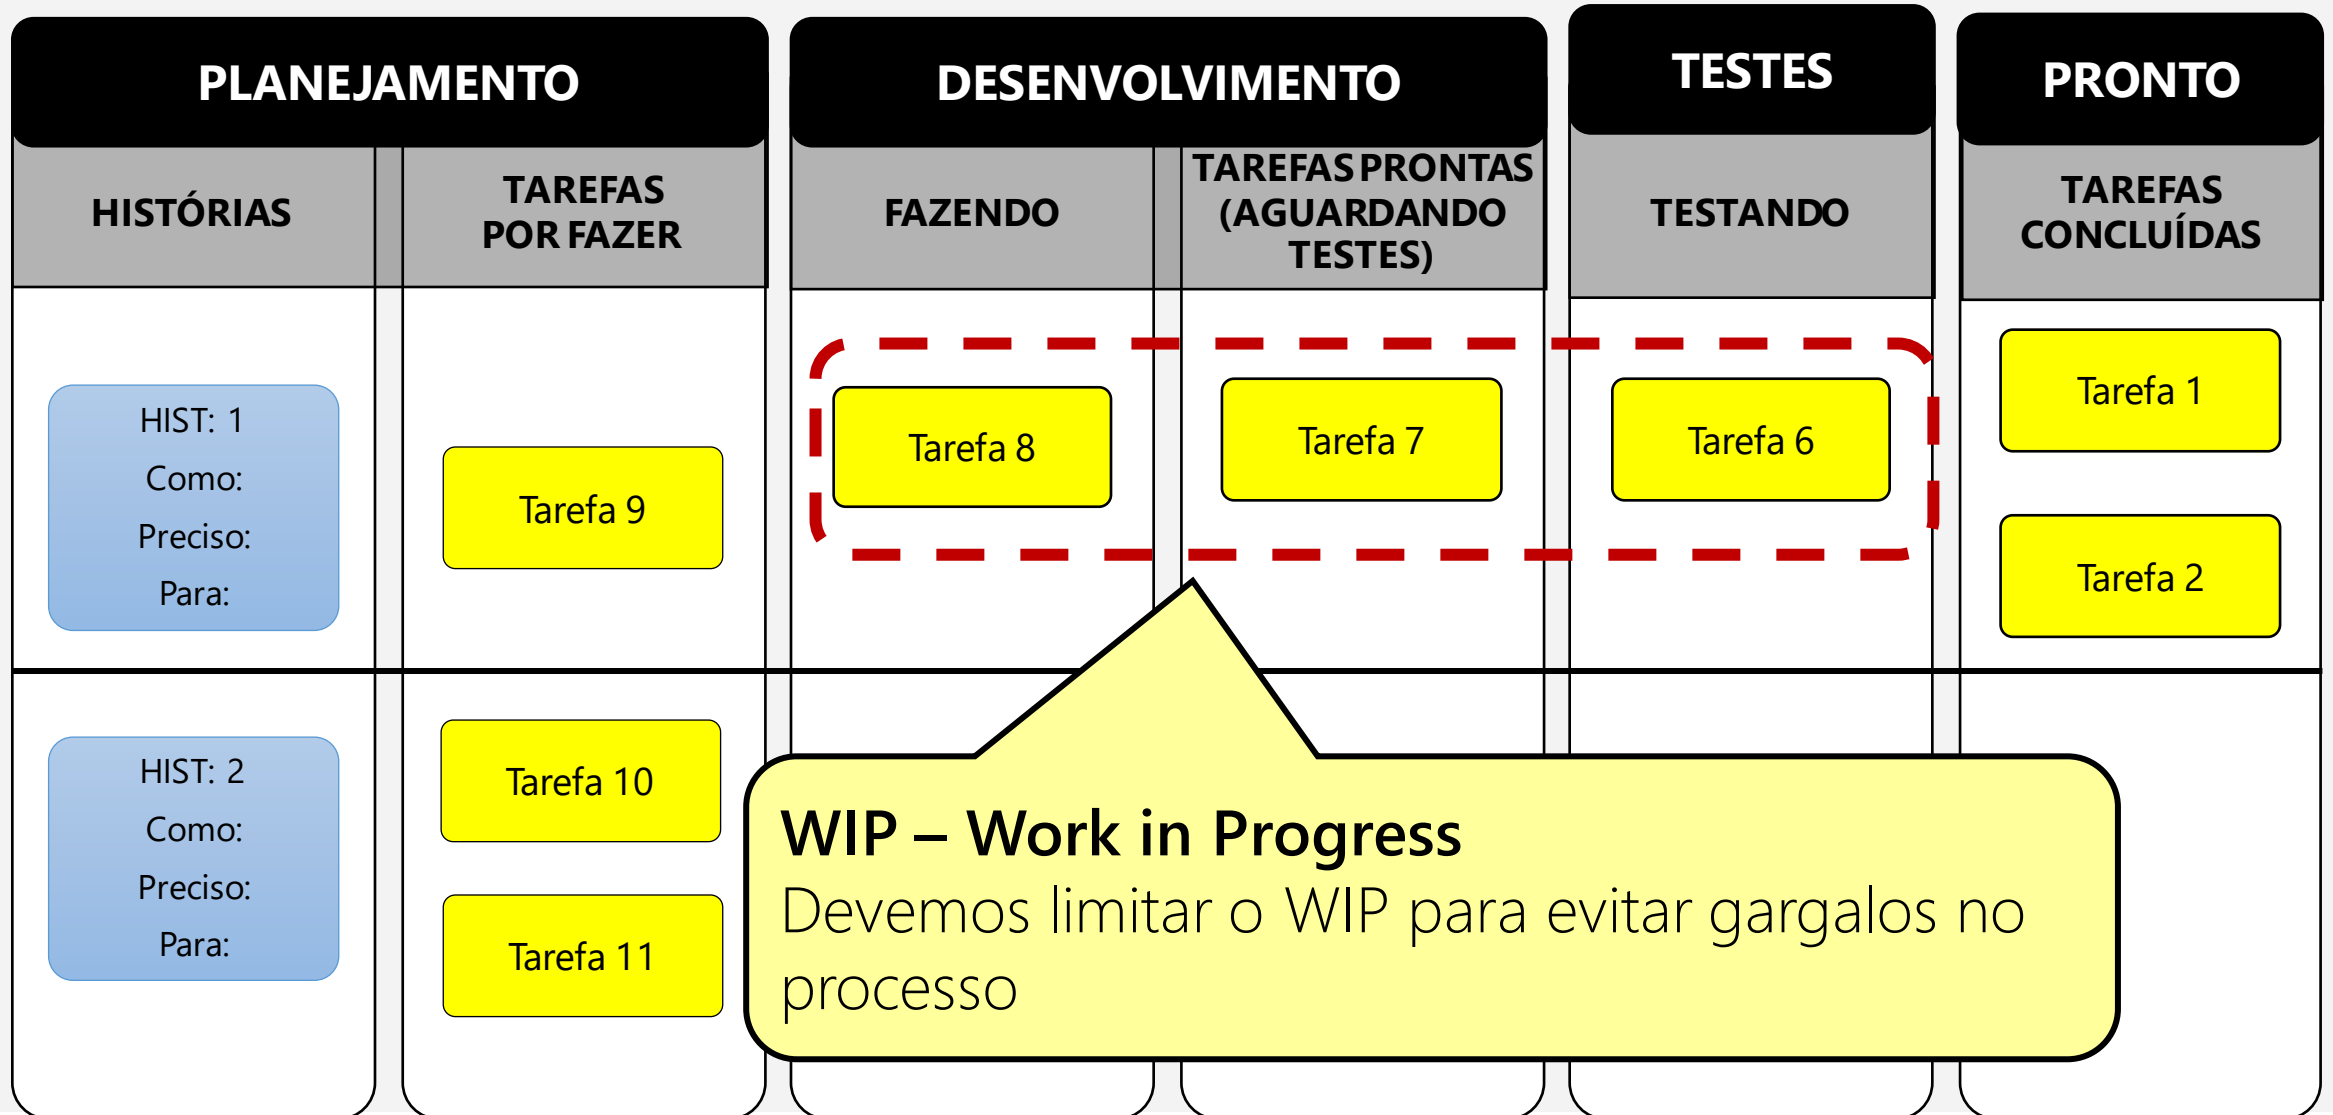 PLANEJAMENTO
DESENVOLVIMENTO
TESTES
PRONTO
HISTÓRIAS
TAREFAS
POR FAZER
FAZENDO
TAREFAS PRONTAS
(AGUARDANDO
TESTES)
TESTANDO
TAREFAS
CONCLUÍDAS
HIST: 1
Como:
Preciso:
Para:
Tarefa 9
Tarefa 8
Tarefa 7
Tarefa 6
Tarefa 1
Tarefa 2
HIST: 2
Como:
Preciso:
Para:
Tarefa 10
Tarefa 11
WIP – Work in Progress
Devemos limitar o WIP para evitar gargalos no
processo